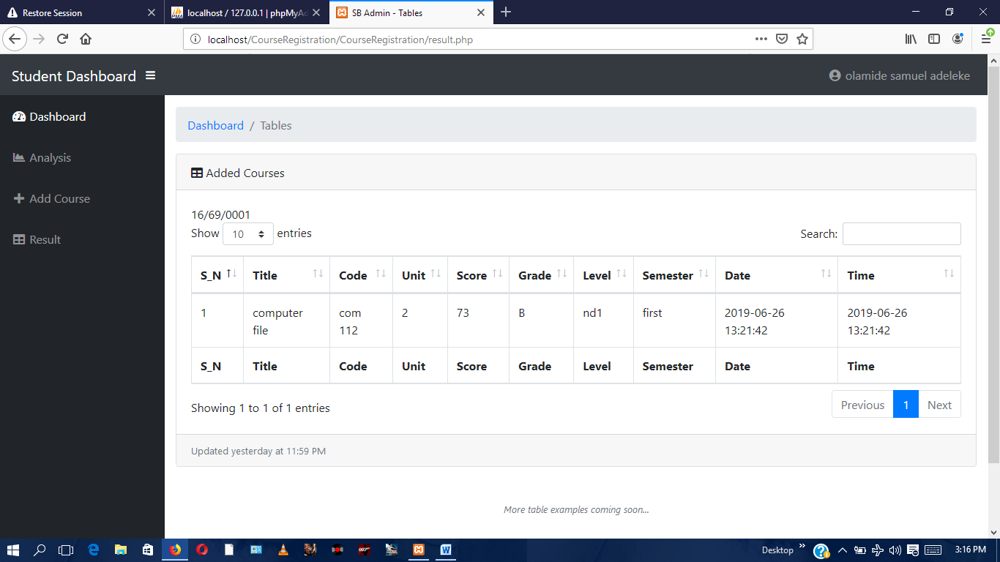 Restore Session
localhost / 127.0.0.1 | phpMyAd
SB Admin - Tables
localhost/CourseRegistration/CourseRegistration/result.php
Student Dashboard
olamide samuel adeleke
Dashboard
Analysis
Add Course
Result
Dashboard / Tables
Added Courses
16/69/0001
Show 10 entries
Search:
S_N Title Code Unit Score Grade Level Semester Date Time
1 computer com 2 73 B nd1 first 2019-06-26 2019-06-26
file 112 13:21:42 13:21:42
S_N Title Code Unit Score Grade Level Semester Date Time
Showing 1 to 1 of 1 entries
Previous 1 Next
Updated yesterday at 11:59 PM
More table examples coming soon...
Desktop
3:16 PM